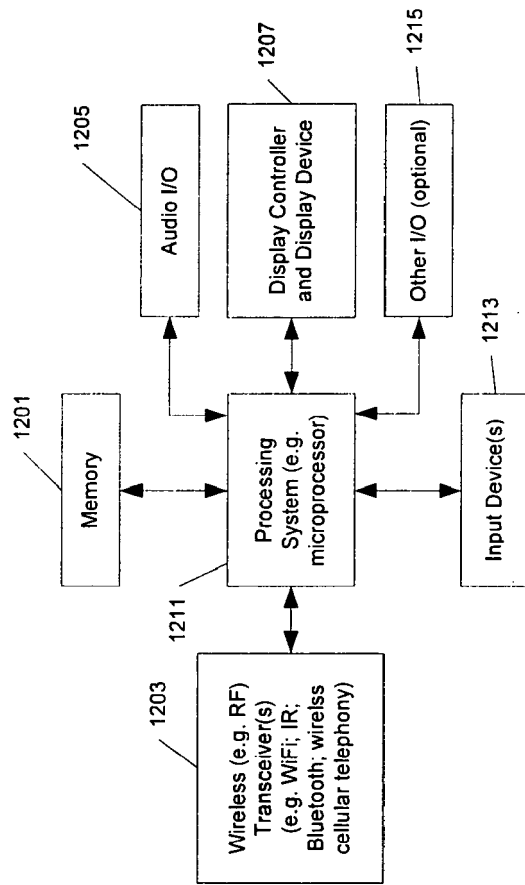 1201
Memory
1205
Audio I/O
1203
Wireless (e.g. RF)
Transceiver(s)
(e.g. WiFi; IR;
Bluetooth; wirelss
cellular telephony)
1211
Processing
System (e.g.
microprocessor)
1207
Display Controller
and Display Device
1213
Input Device(s)
1215
Other I/O (optional)